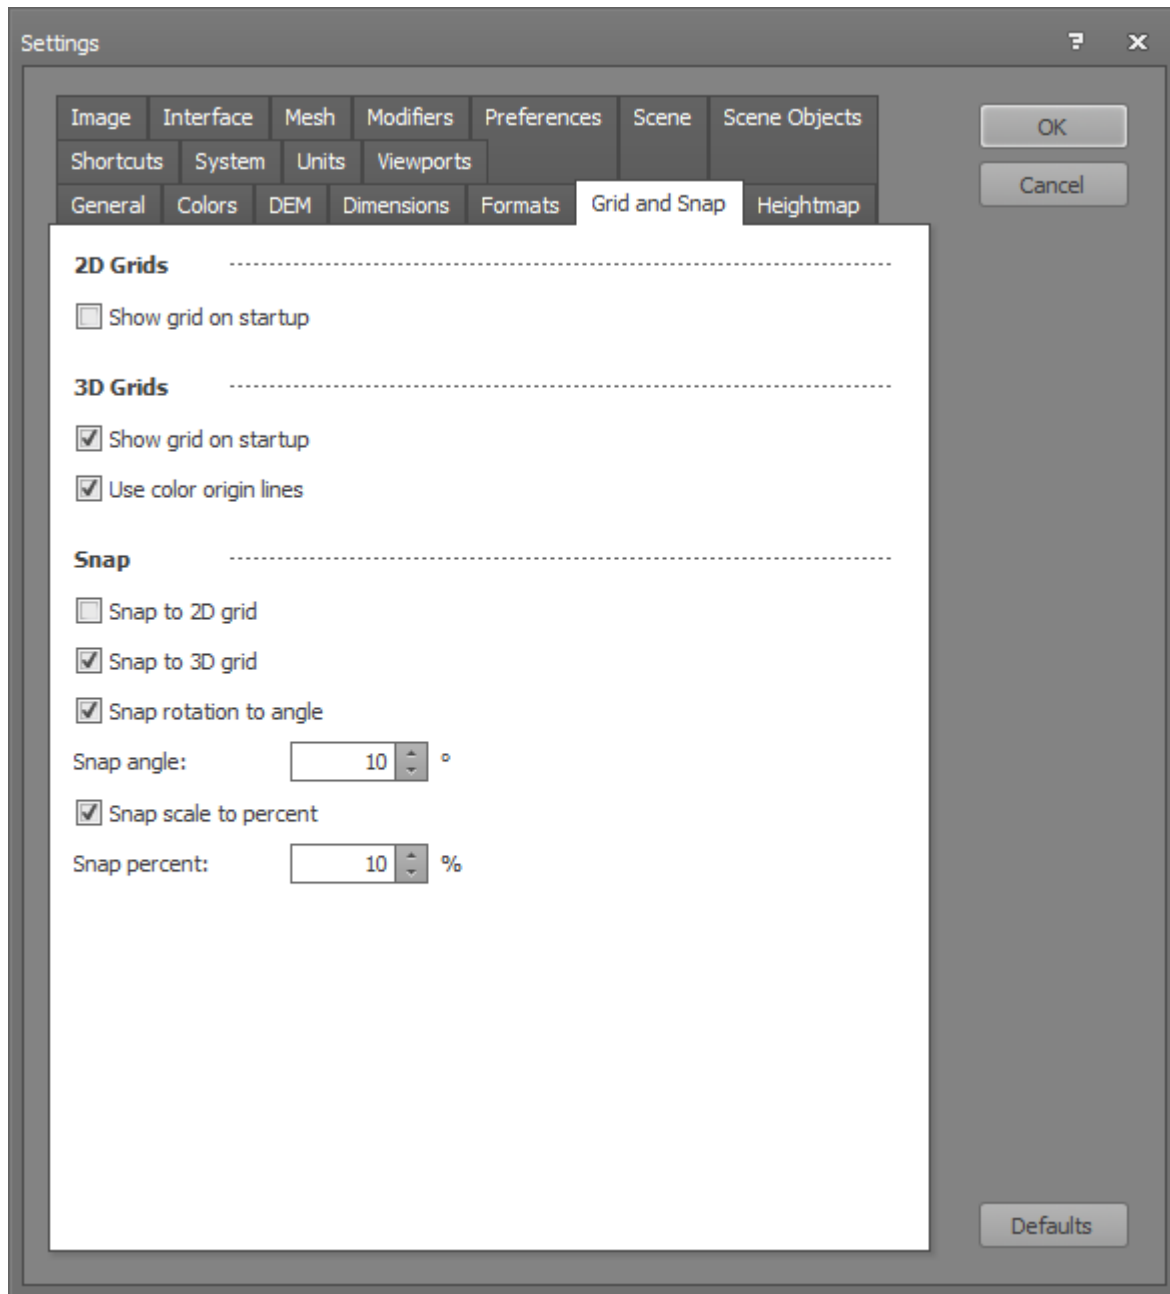 Settings
Image Interface Mesh Modifiers Preferences Scene Scene Objects
Shortcuts System Units Viewports
General Colors DEM Dimensions Formats Grid and Snap Heightmap
OK
Cancel
2D Grids
Show grid on startup
3D Grids
Show grid on startup
Use color origin lines
Snap
Snap to 2D grid
Snap to 3D grid
Snap rotation to angle
Snap angle: 10 °
Snap scale to percent
Snap percent: 10 %
Defaults